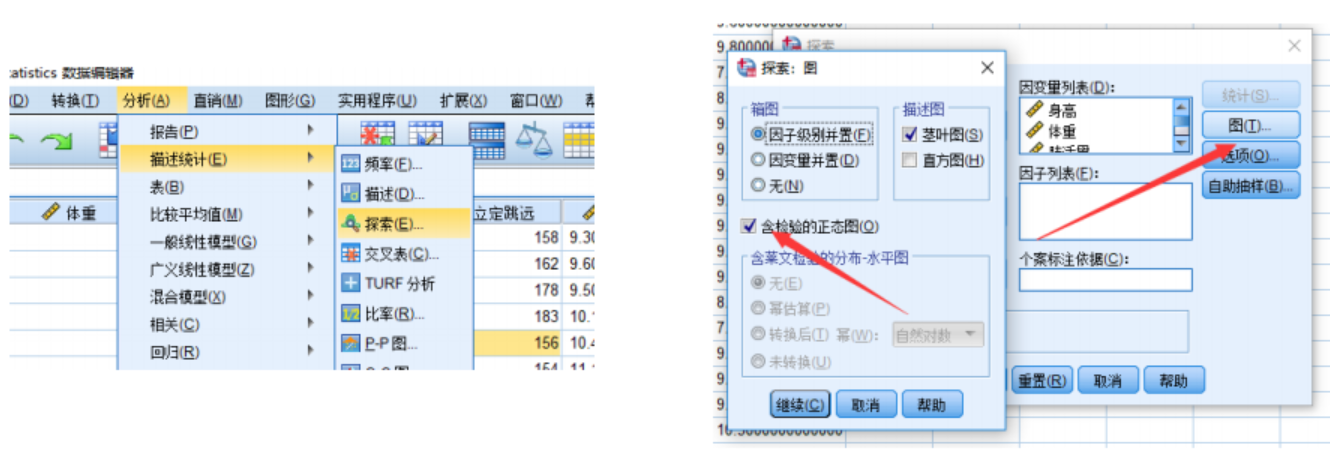 atistics 数据编辑器
(D) 转换(T) 分析(A) 直销(M) 图形(G) 实用程序(U) 扩展(X) 窗口(W)
报告(P)
描述统计(E)
表(B)
比较平均值(M)
一般线性模型(G)
广义线性模型(Z)
混合模型(X)
相关(C)
回归(R)
频率(F)...
描述(D)...
探索(E)...
交叉表(C)...
TURF 分析
比率(R)...
P-P 图...
体重
立定跳远
158 9.30
162 9.60
178 9.50
183 10.1
156 10.4
154 11.1
探索
探索：图
箱图
因子级别并置(F)
因变量并置(D)
无(N)
描述图
茎叶图(S)
直方图(H)
含检验的正态图(O)
含莱文检验的分布-水平图
无(E)
幂估算(P)
转换后(T) 幂(W): 自然对数
未转换(U)
继续(C) 取消 帮助
因变量列表(D):
身高
体重
肺活量
因子列表(F):
个案标注依据(C):
统计(S)...
图(T)...
选项(O)...
自助抽样(B)...
重置(R) 取消 帮助